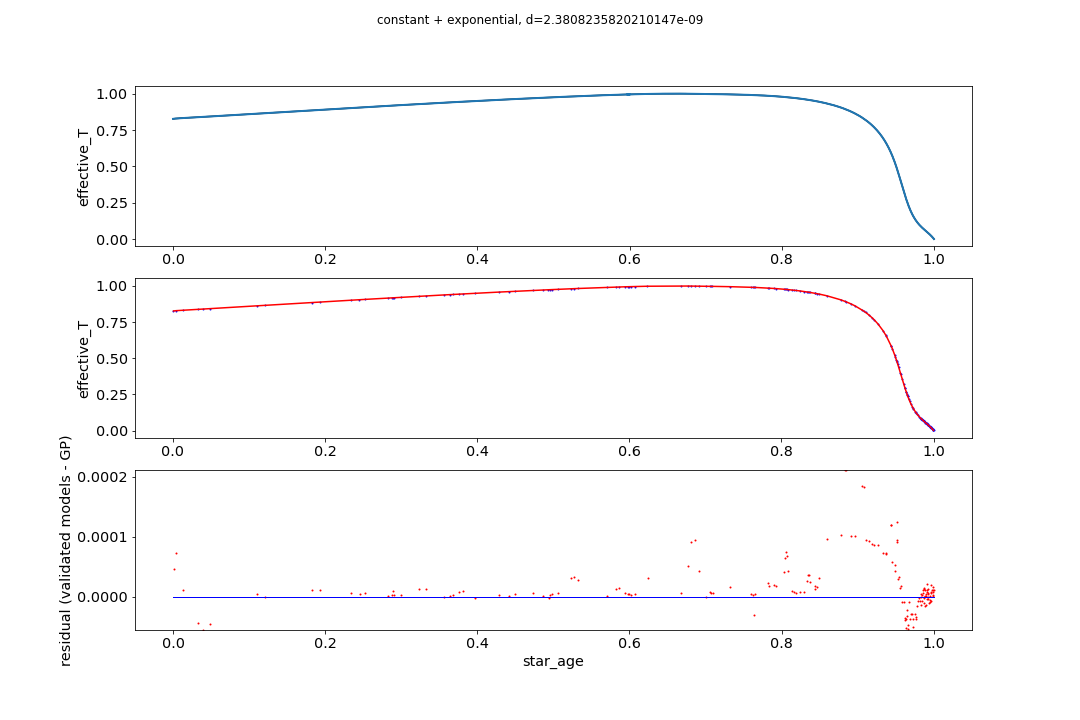 constant + exponential, d=2.3808235820210147e-09
effective_T
1.00
0.75
0.50
0.25
0.00
0.0 0.2 0.4 0.6 0.8 1.0
effective_T
1.00
0.75
0.50
0.25
0.00
0.0 0.2 0.4 0.6 0.8 1.0
residual (validated models - GP)
0.0002
0.0001
0.0000
0.0 0.2 0.4 0.6 0.8 1.0
star_age